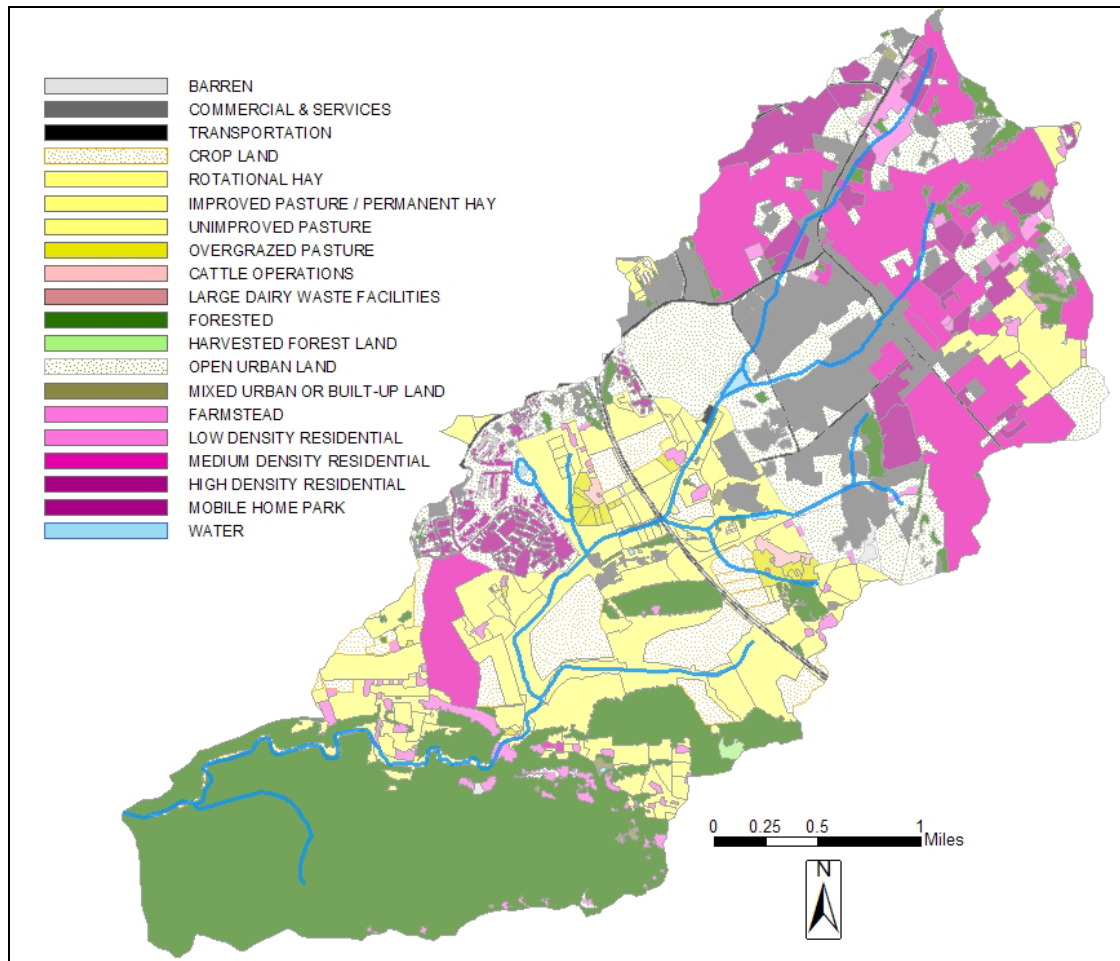 BARREN
COMMERCIAL & SERVICES
TRANSPORTATION
CROP LAND
ROTATIONAL HAY
IMPROVED PASTURE / PERMANENT HAY
UNIMPROVED PASTURE
OVERGRAZED PASTURE
CATTLE OPERATIONS
LARGE DAIRY WASTE FACILITIES
FORESTED
HARVESTED FOREST LAND
OPEN URBAN LAND
MIXED URBAN OR BUILT-UP LAND
FARMSTEAD
LOW DENSITY RESIDENTIAL
MEDIUM DENSITY RESIDENTIAL
HIGH DENSITY RESIDENTIAL
MOBILE HOME PARK
WATER
0 0.25 0.5 1
Miles
N